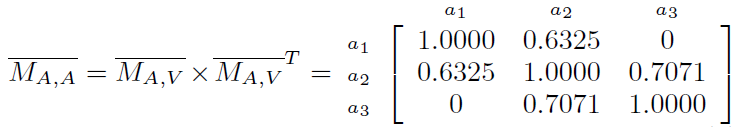 a1 a2 a3
a1 1.0000 0.6325 0
M_{A,A} = M_{A,V} × M_{A,V}^T = a2 0.6325 1.0000 0.7071
a3 0 0.7071 1.0000